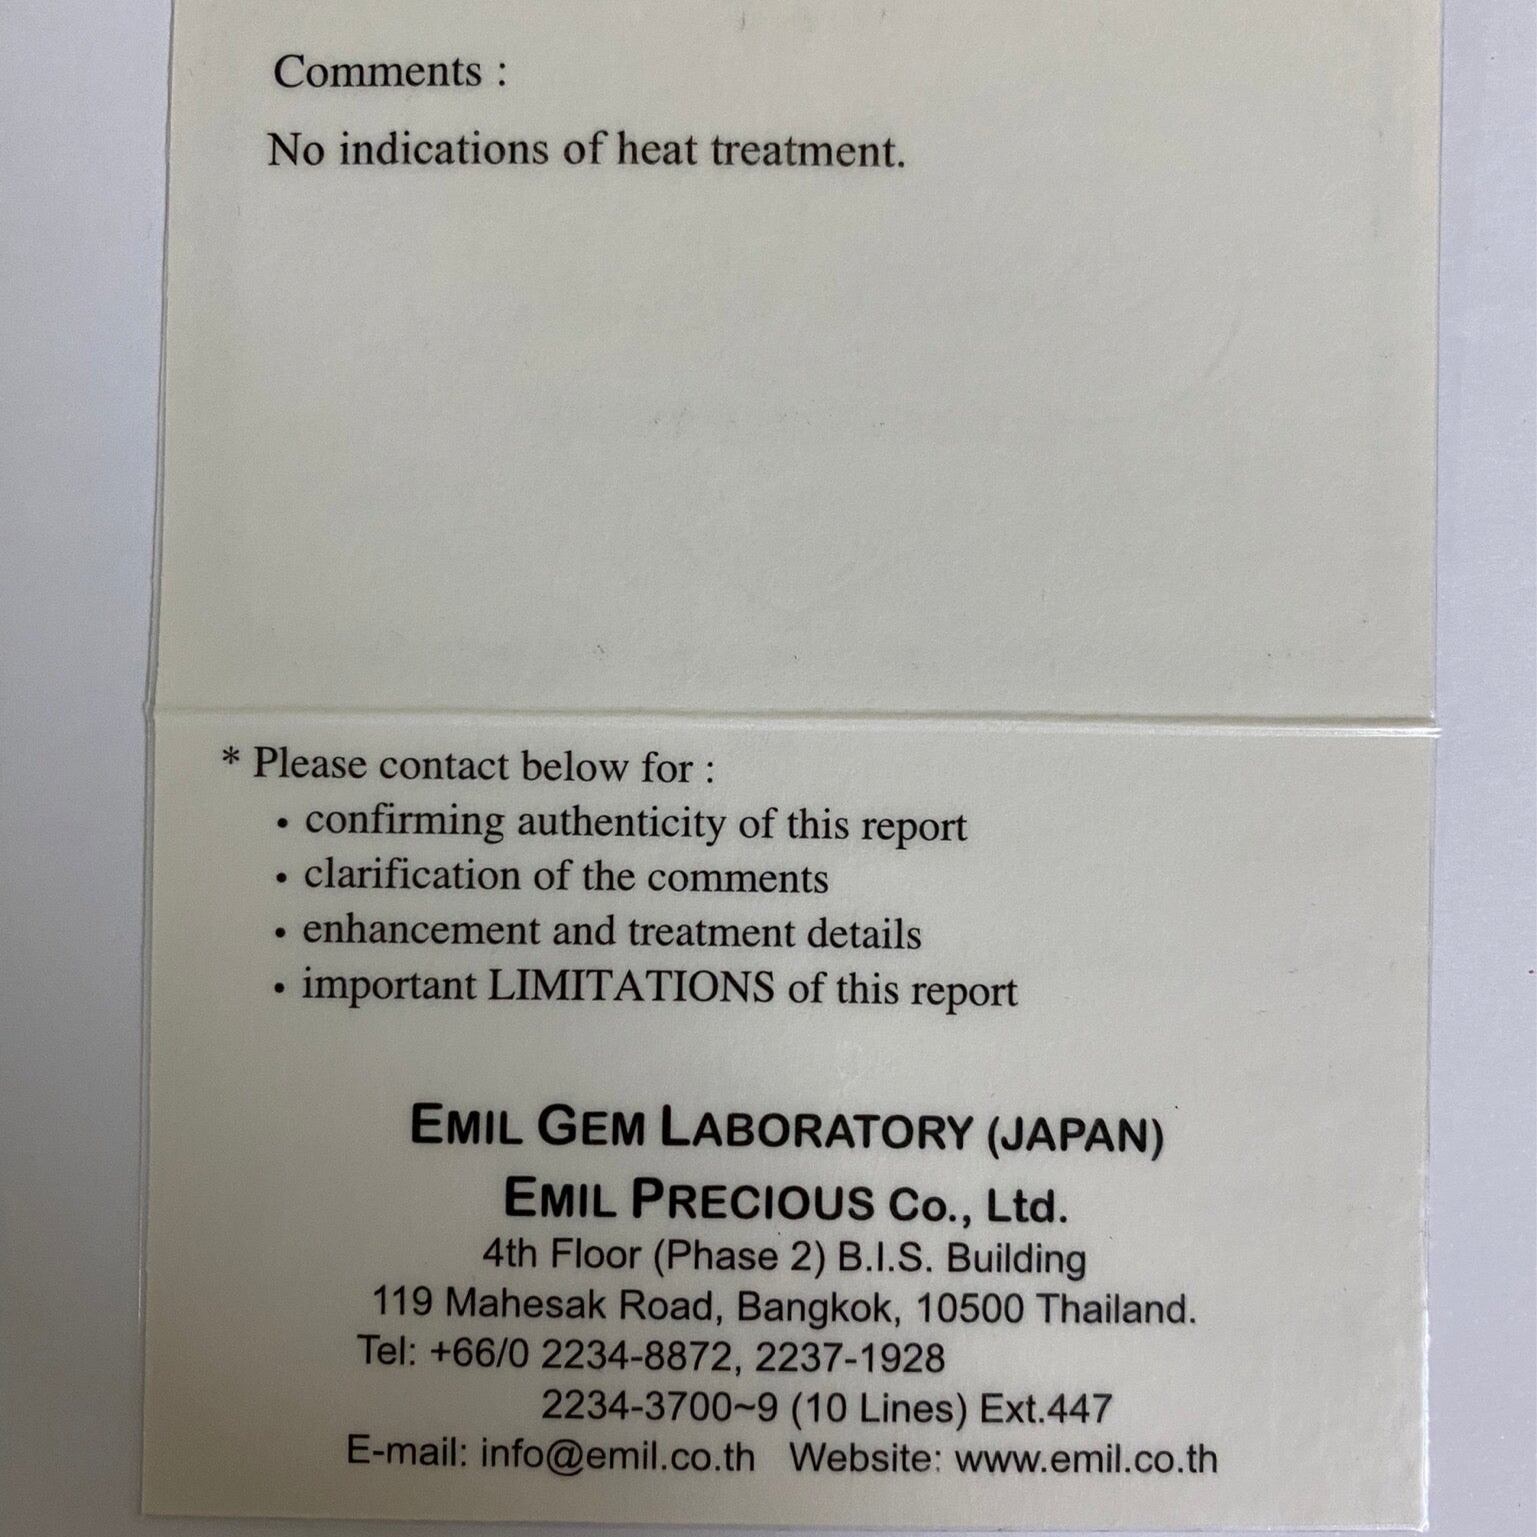 Comments :
No indications of heat treatment.
* Please contact below for :
• confirming authenticity of this report
• clarification of the comments
• enhancement and treatment details
• important LIMITATIONS of this report
EMIL GEM LABORATORY (JAPAN)
EMIL PRECIOUS Co., Ltd.
4th Floor (Phase 2) B.I.S. Building
119 Mahesak Road, Bangkok, 10500 Thailand.
Tel: +66/0 2234-8872, 2237-1928
2234-3700~9 (10 Lines) Ext.447
E-mail: info@emil.co.th Website: www.emil.co.th